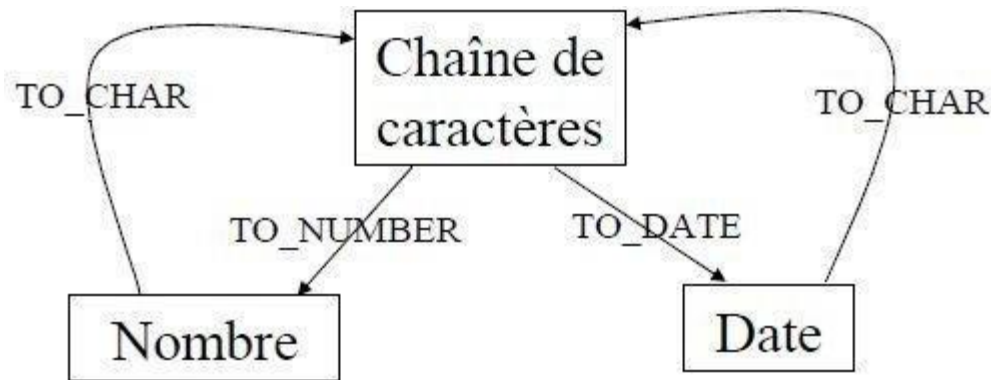 Chaîne de
caractères
TO_CHAR
TO_CHAR
TO_NUMBER
TO_DATE
Nombre
Date